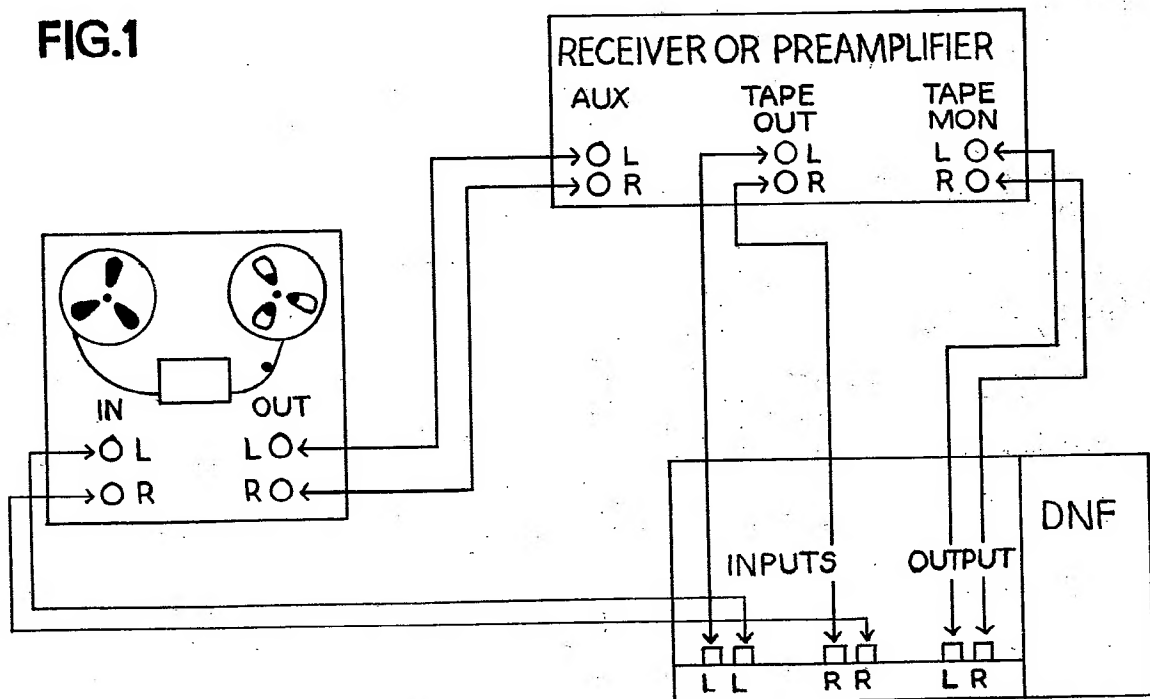 FIG.1
RECEIVER OR PREAMPLIFIER
AUX
TAPE OUT
TAPE MON
L
L
L
R
R
R
IN
OUT
L
L
R
R
DNF
INPUTS
OUTPUT
L L R R L R